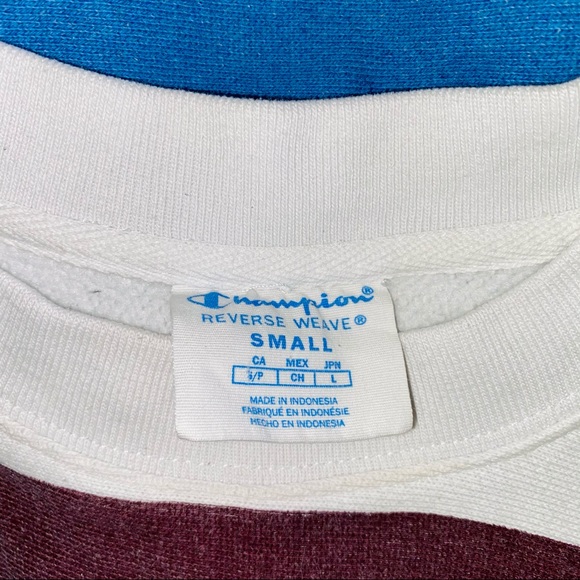 Champion®
REVERSE WEAVE®
SMALL
CA MEX JPN
S/P CH L
MADE IN INDONESIA
FABRIQUÉ EN INDONÉSIE
HECHO EN INDONESIA